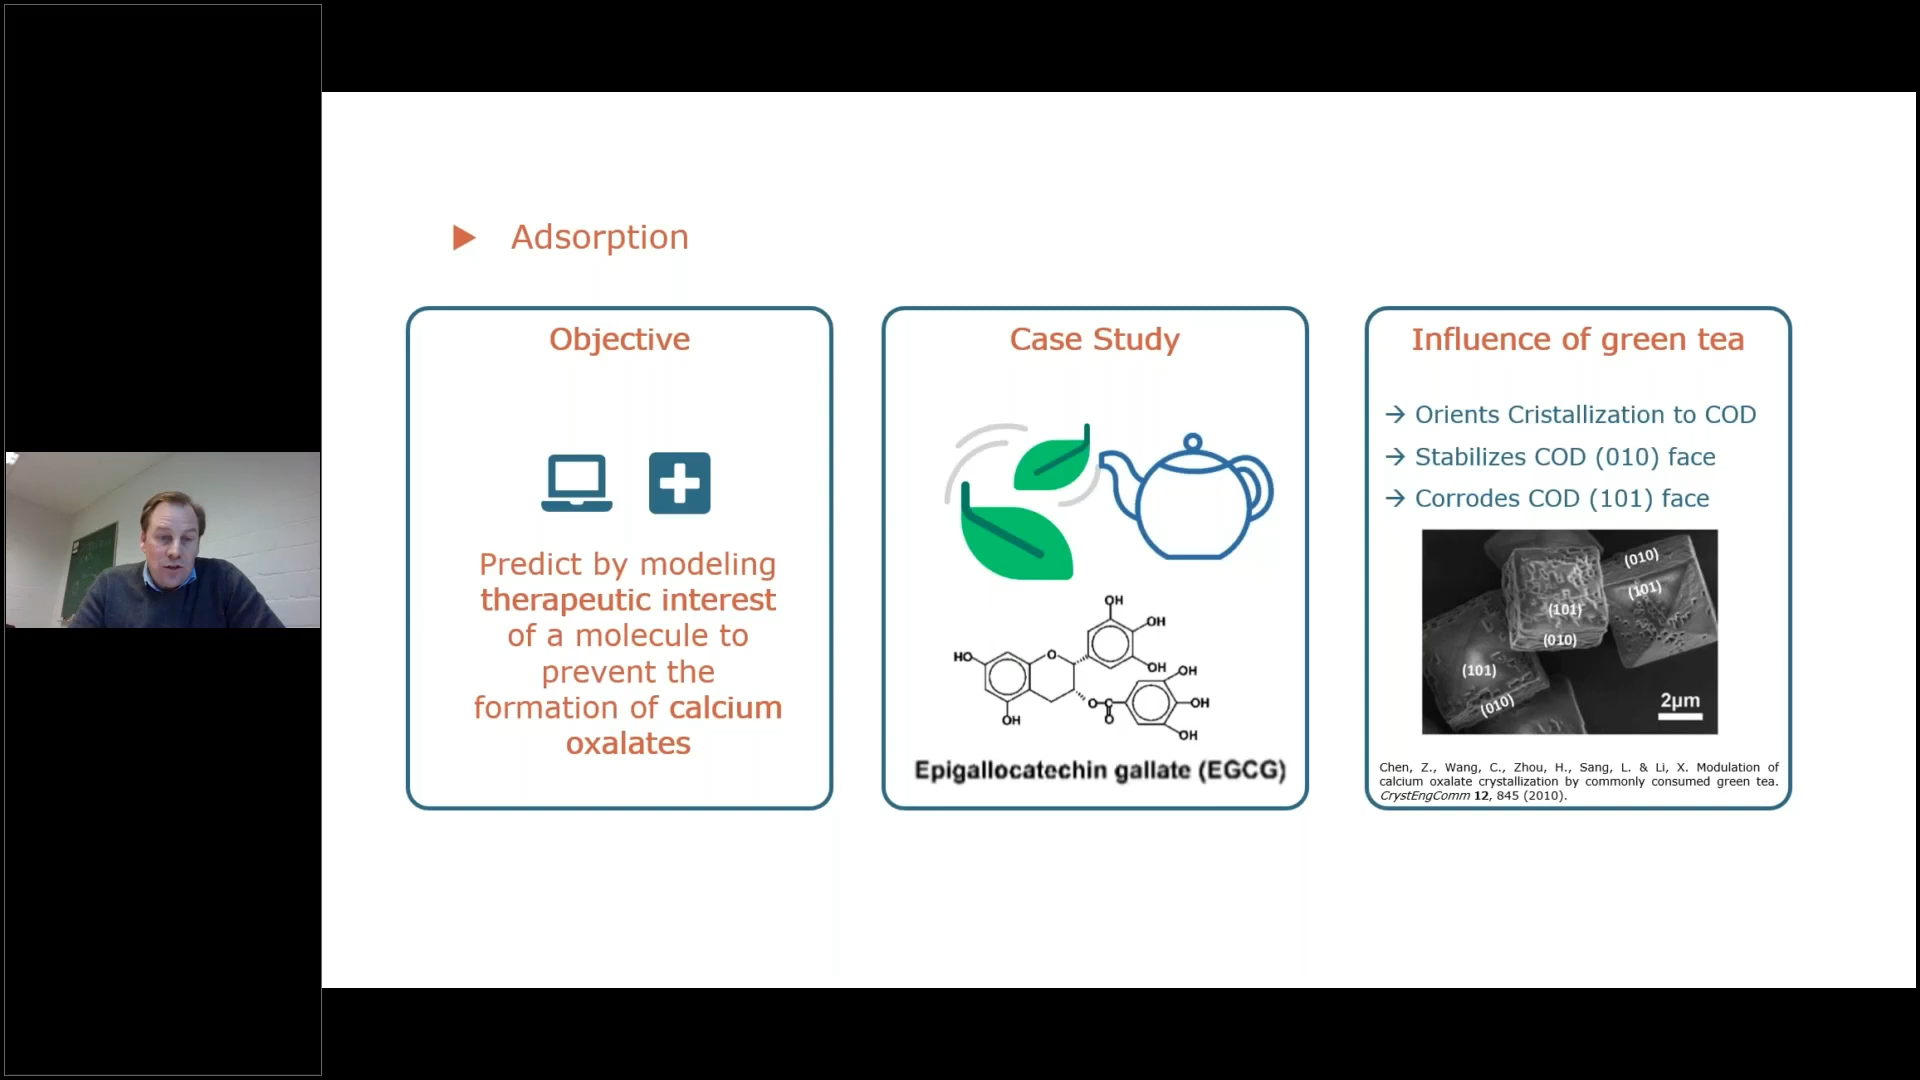 Adsorption
Objective
Predict by modeling
therapeutic interest
of a molecule to
prevent the
formation of calcium
oxalates
Case Study
OH
OH
HO
O
OH
OH
O
C
OH
OH
O
OH
Epigallocatechin gallate (EGCG)
Influence of green tea
→ Orients Cristallization to COD
→ Stabilizes COD (010) face
→ Corrodes COD (101) face
(010)
(101)
(101)
(010)
(101)
(010)
2μm
Chen, Z., Wang, C., Zhou, H., Sang, L. & Li, X. Modulation of
calcium oxalate crystallization by commonly consumed green tea.
CrystEngComm 12, 845 (2010).